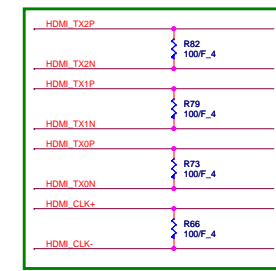 HDMI_TX2P
R82
100/F_4
HDMI_TX2N
HDMI_TX1P
R79
100/F_4
HDMI_TX1N
HDMI_TX0P
R73
100/F_4
HDMI_TX0N
HDMI_CLK+
R66
100/F_4
HDMI_CLK-